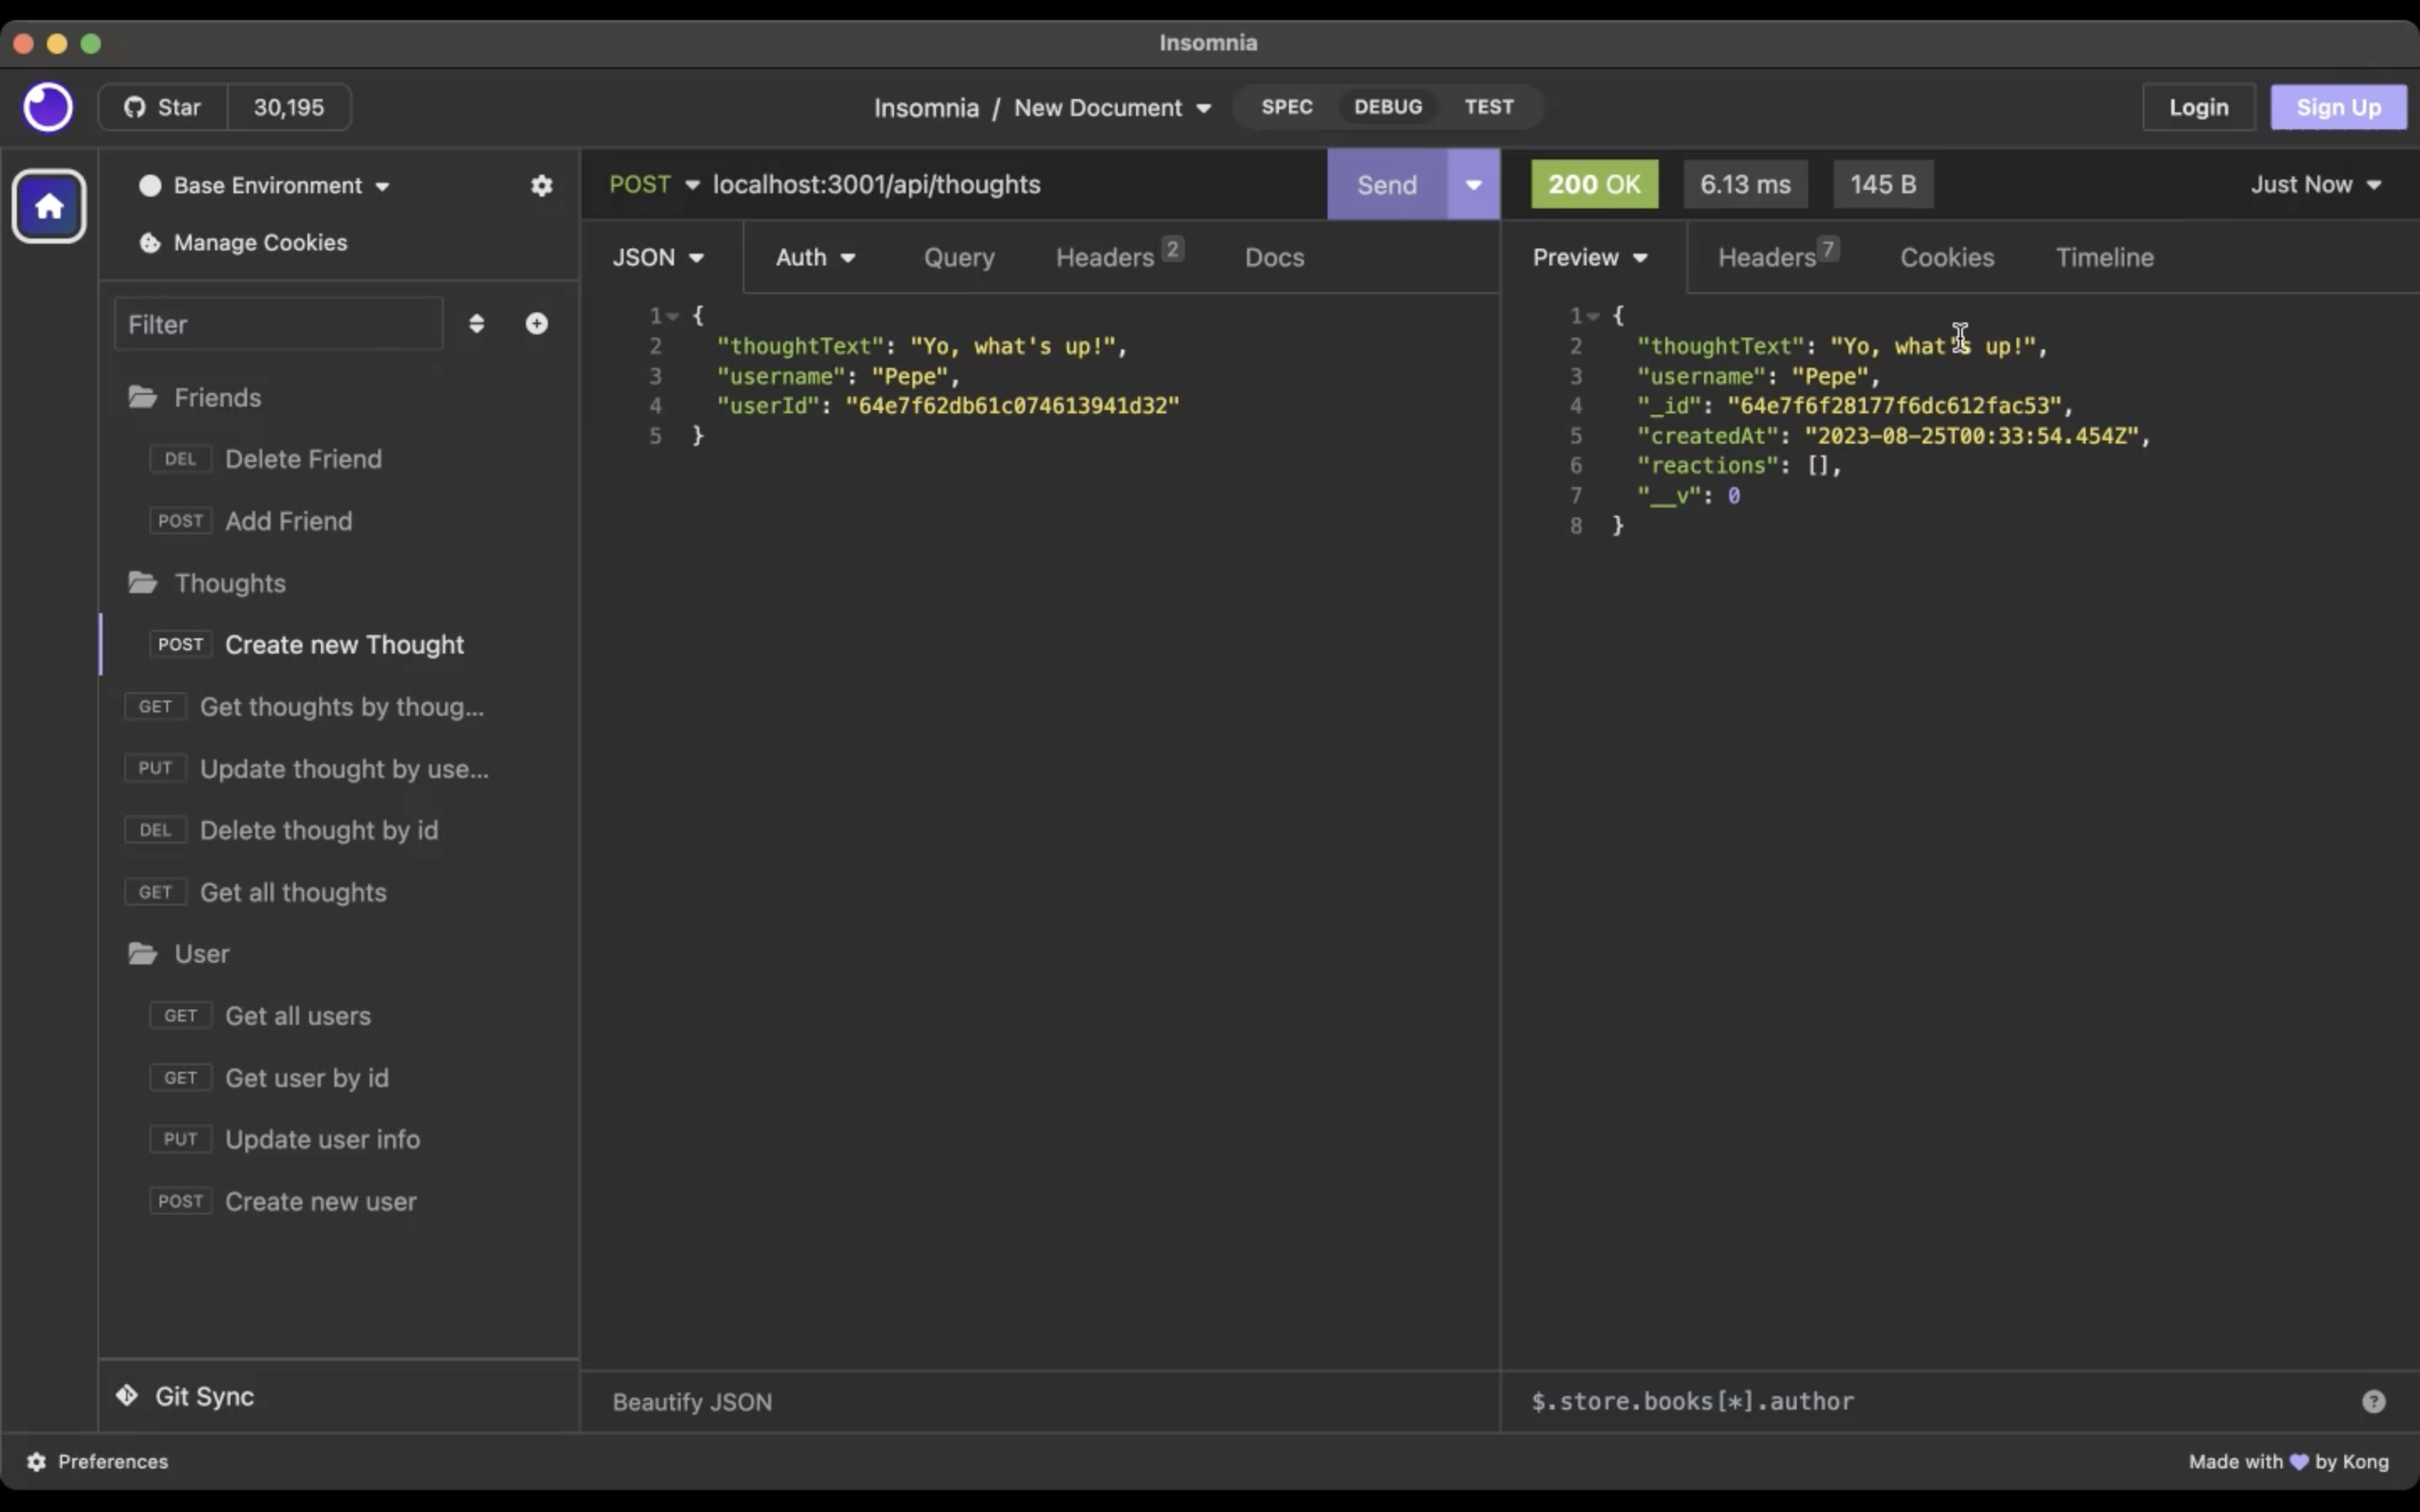 Insomnia
Star 30,195
Insomnia / New Document
SPEC DEBUG TEST
Login Sign Up
Base Environment
Manage Cookies
Filter
Friends
DEL Delete Friend
POST Add Friend
Thoughts
POST Create new Thought
GET Get thoughts by thoug...
PUT Update thought by use...
DEL Delete thought by id
GET Get all thoughts
User
GET Get all users
GET Get user by id
PUT Update user info
POST Create new user
Git Sync
POST localhost:3001/api/thoughts Send
JSON Auth Query Headers 2 Docs
1 {
2 "thoughtText": "Yo, what's up!",
3 "username": "Pepe",
4 "userId": "64e7f62db61c074613941d32"
5 }
Beautify JSON
200 OK 6.13 ms 145 B Just Now
Preview Headers 7 Cookies Timeline
1 {
2 "thoughtText": "Yo, what's up!",
3 "username": "Pepe",
4 "_id": "64e7f6f28177f6dc612fac53",
5 "createdAt": "2023-08-25T00:33:54.454Z",
6 "reactions": [],
7 "__v": 0
8 }
$.store.books[*].author ?
Preferences
Made with 💜 by Kong